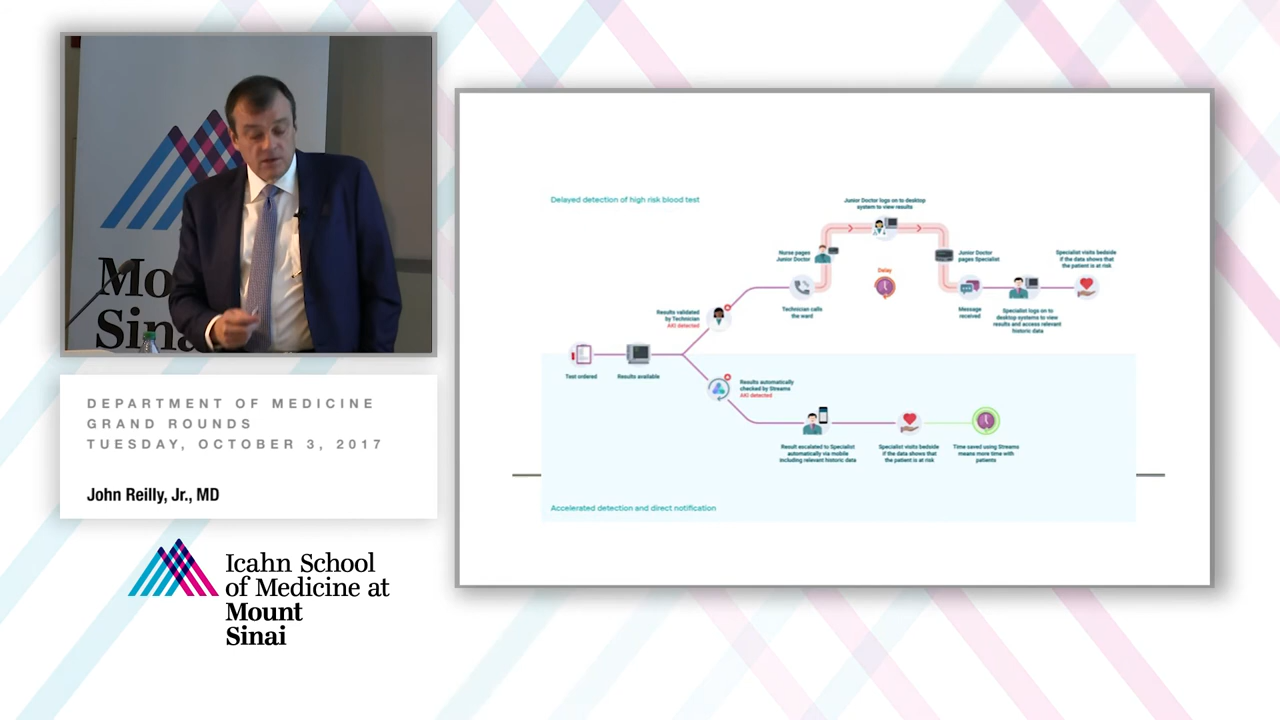 Mo
Sina
DEPARTMENT OF MEDICINE
GRAND ROUNDS
TUESDAY, OCTOBER 3, 2017
John Reilly, Jr., MD
Icahn School
of Medicine at
Mount
Sinai
Delayed detection of high risk blood test
Junior Doctor logs on to desktop
system to view results
Nurse pages
Junior Doctor
Junior Doctor
pages Specialist
Specialist visits bedside
if the data shows that
the patient is at risk
Delay
Technician calls
the ward
Message
received
Specialist logs on to
desktop systems to view
results and access relevant
historic data
Results validated
by Technician
AKI detected
Test ordered
Results available
Results automatically
checked by Streams
AKI detected
Result escalated to Specialist
automatically via mobile
including relevant historic data
Specialist visits bedside
if the data shows that
the patient is at risk
Time saved using Streams
means more time with
patients
Accelerated detection and direct notification